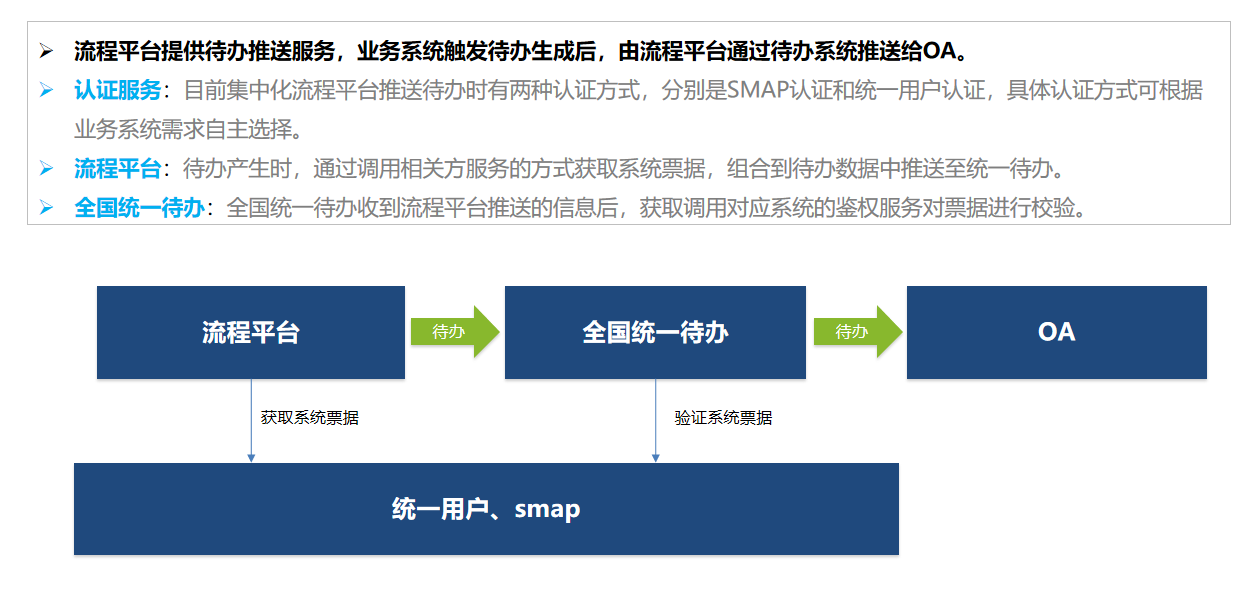 流程平台提供待办推送服务，业务系统触发待办生成后，由流程平台通过待办系统推送给OA。
认证服务：目前集中化流程平台推送待办时有两种认证方式，分别是SMAP认证和统一用户认证，具体认证方式可根据
业务系统需求自主选择。
流程平台：待办产生时，通过调用相关方服务的方式获取系统票据，组合到待办数据中推送至统一待办。
全国统一待办：全国统一待办收到流程平台推送的信息后，获取调用对应系统的鉴权服务对票据进行校验。
流程平台
待办
全国统一待办
待办
OA
获取系统票据
验证系统票据
统一用户、smap